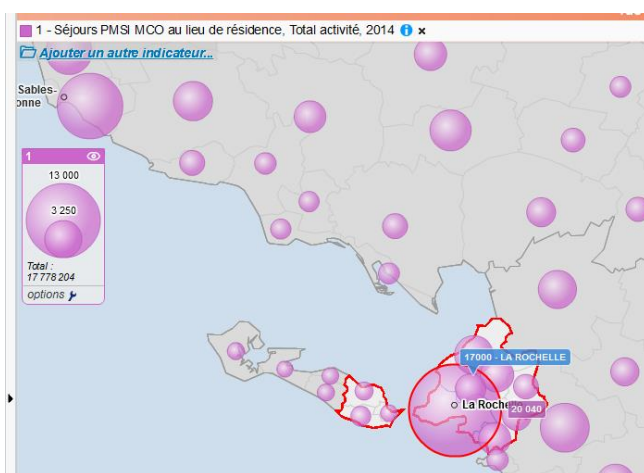 1 - Séjours PMSI MCO au lieu de résidence, Total activité, 2014
Ajouter un autre indicateur...
Sables-
onne
1
13 000
3 250
Total :
17 778 204
options
17000 - LA ROCHELLE
La Roche
20 040